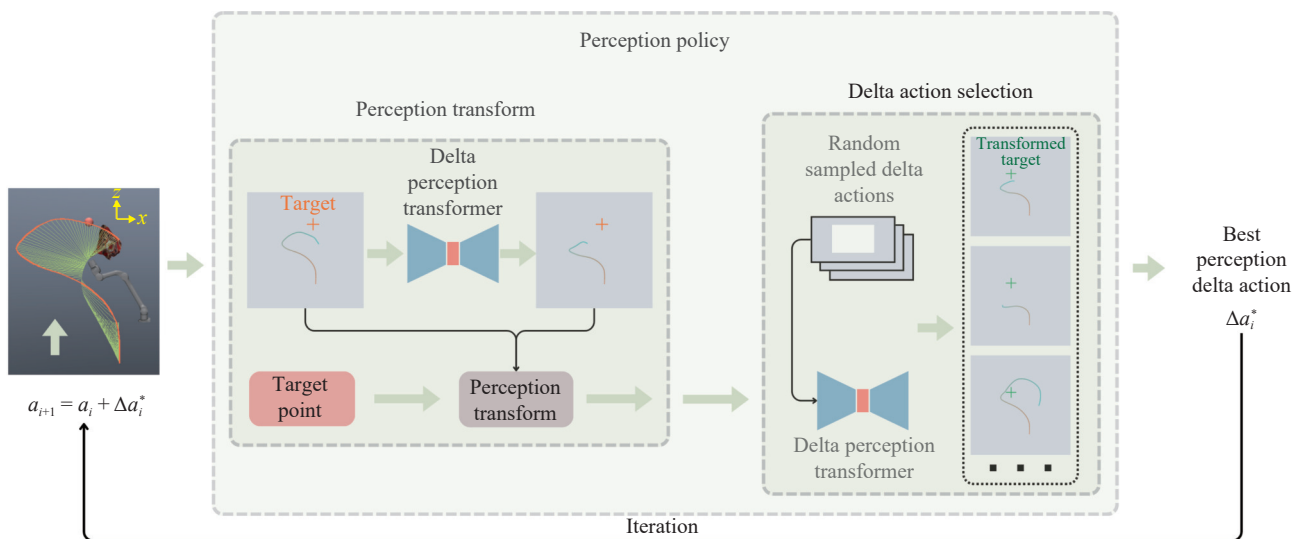 Perception policy
Perception transform
Delta action selection
z
x
a_{i+1} = a_i + Δa_i^*
Target
Delta
perception
transformer
Target
point
Perception
transform
Random
sampled delta
actions
Delta perception
transformer
Transformed
target
Best
perception
delta action
Δa_i^*
Iteration